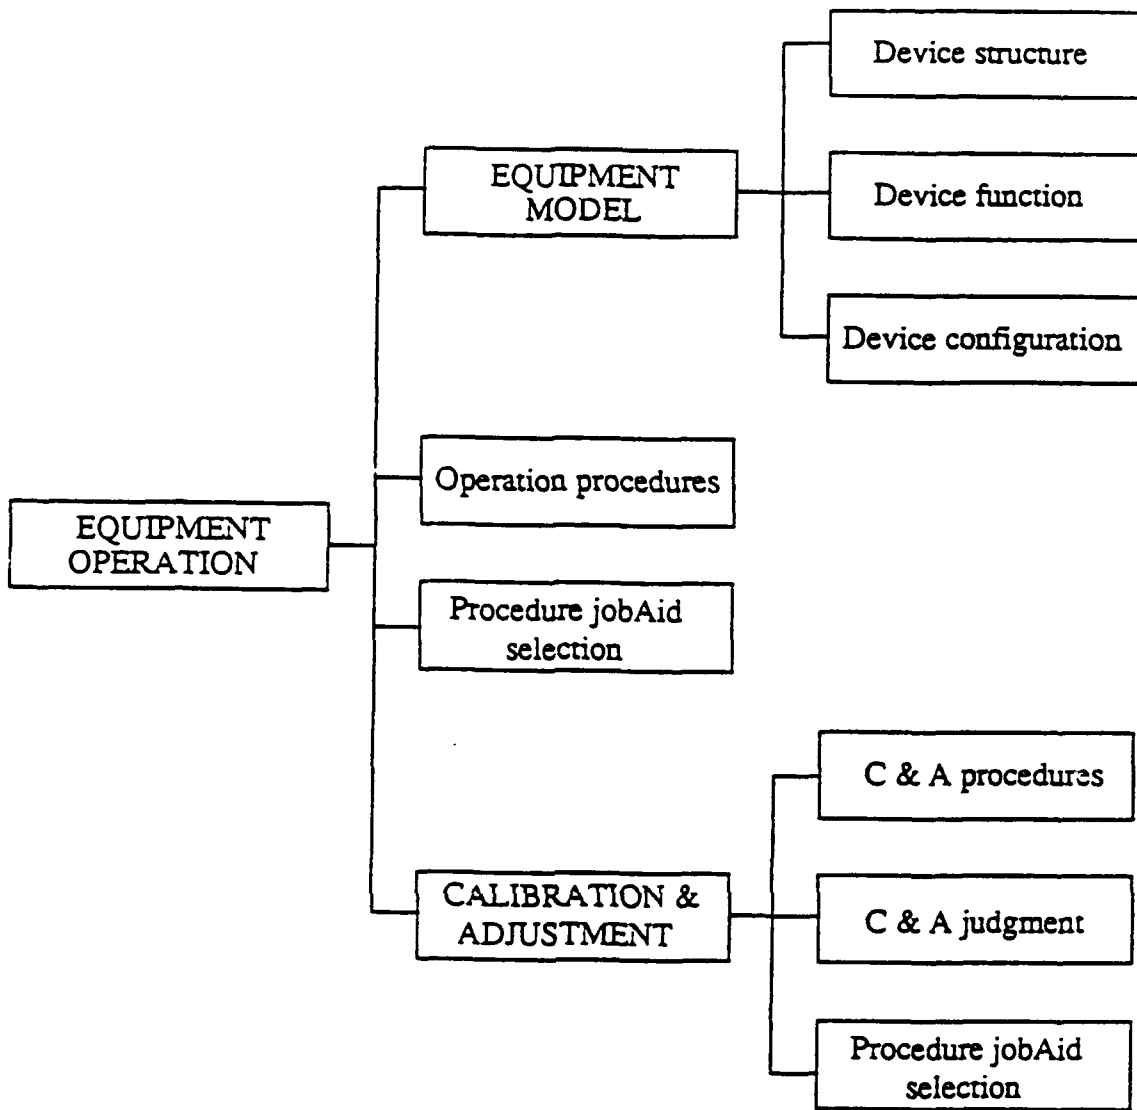 Device structure
EQUIPMENT
MODEL
Device function
Device configuration
Operation procedures
EQUIPMENT
OPERATION
Procedure jobAid
selection
C & A procedures
CALIBRATION &
ADJUSTMENT
C & A judgment
Procedure jobAid
selection